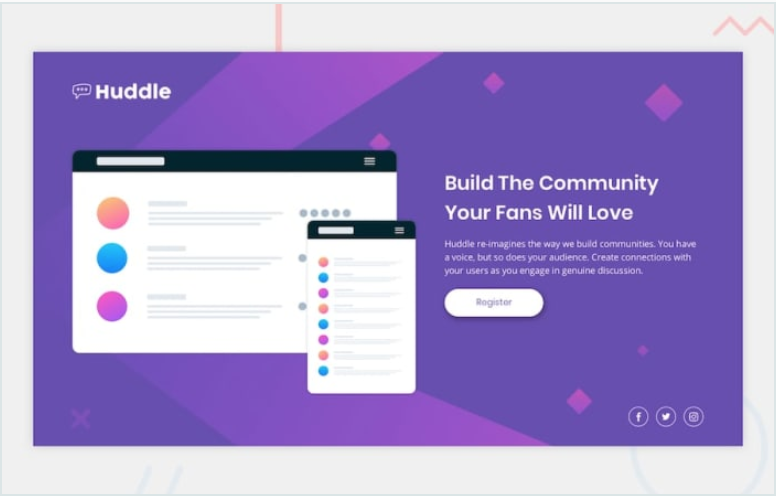 Huddle
Build The Community
Your Fans Will Love
Huddle re-imagines the way we build communities. You have
a voice, but so does your audience. Create connections with
your users as you engage in genuine discussion.
Register